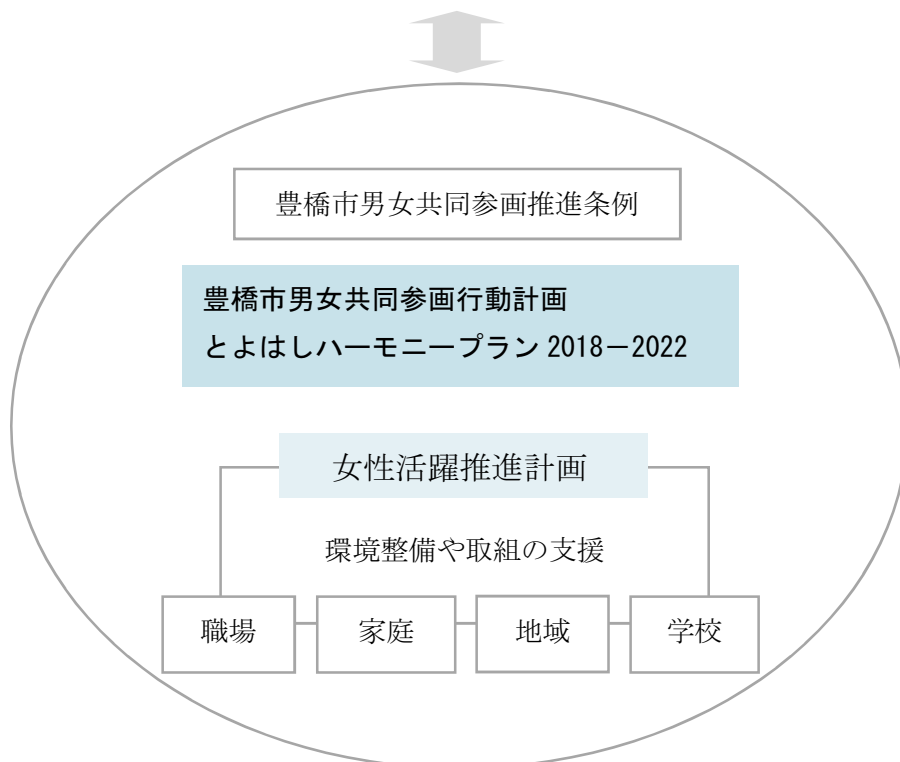 豊橋市男女共同参画推進条例
豊橋市男女共同参画行動計画
とよはしハーモニープラン 2018－2022
女性活躍推進計画
環境整備や取組の支援
職場
家庭
地域
学校